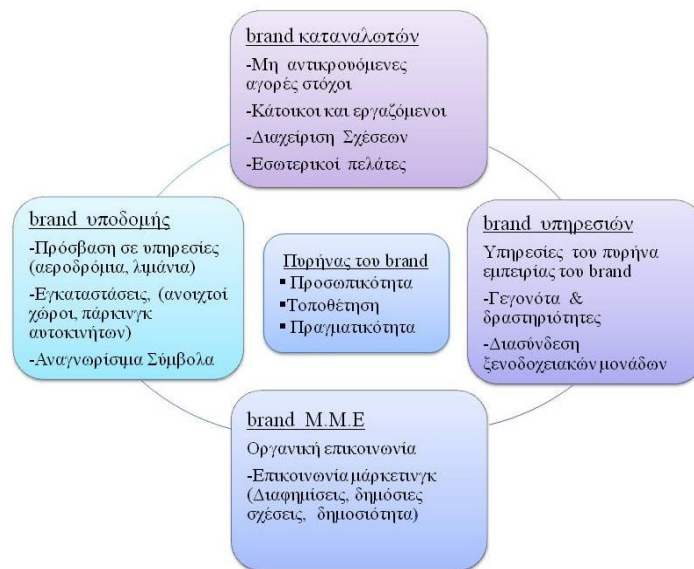 brand καταναλωτών
-Μη αντικρουόμενες
αγορές στόχοι
-Κάτοικοι και εργαζόμενοι
-Διαχείριση Σχέσεων
-Εσωτερικοί πελάτες
brand υποδομής
-Πρόσβαση σε υπηρεσίες
(αεροδρόμια, λιμάνια)
-Εγκαταστάσεις, (ανοιχτοί
χώροι, πάρκινγκ
αυτοκινήτων)
-Αναγνωρίσιμα Σύμβολα
Πυρήνας του brand
▪ Προσωπικότητα
▪ Τοποθέτηση
▪ Πραγματικότητα
brand υπηρεσιών
Υπηρεσίες του πυρήνα
εμπειρίας του brand
-Γεγονότα &
δραστηριότητες
-Διασύνδεση
ξενοδοχειακών μονάδων
brand Μ.Μ.Ε
Οργανική επικοινωνία
-Επικοινωνία μάρκετινγκ
(Διαφημίσεις, δημόσιες
σχέσεις, δημοσιότητα)